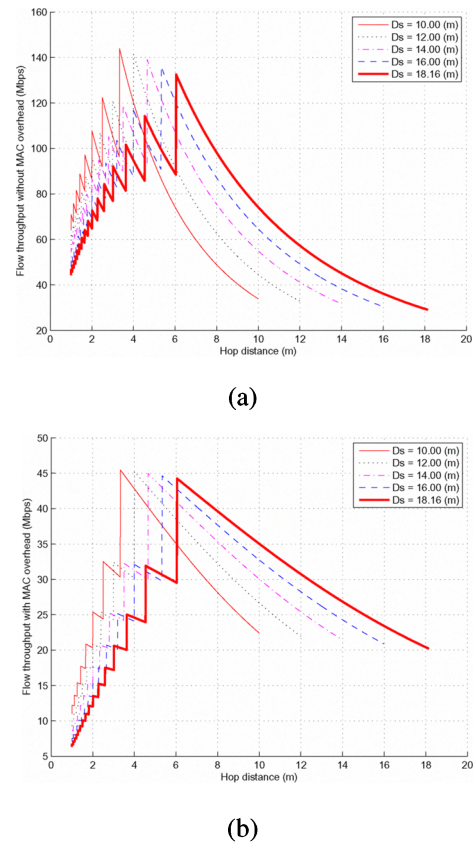 160
140
120
100
80
60
40
20
Flow throughput without MAC overhead (Mbps)
Ds = 10.00 (m)
Ds = 12.00 (m)
Ds = 14.00 (m)
Ds = 16.00 (m)
Ds = 18.16 (m)
0 2 4 6 8 10 12 14 16 18 20
Hop distance (m)
(a)
50
45
40
35
30
25
20
15
10
5
Flow throughput with MAC overhead (Mbps)
Ds = 10.00 (m)
Ds = 12.00 (m)
Ds = 14.00 (m)
Ds = 16.00 (m)
Ds = 18.16 (m)
0 2 4 6 8 10 12 14 16 18 20
Hop distance (m)
(b)